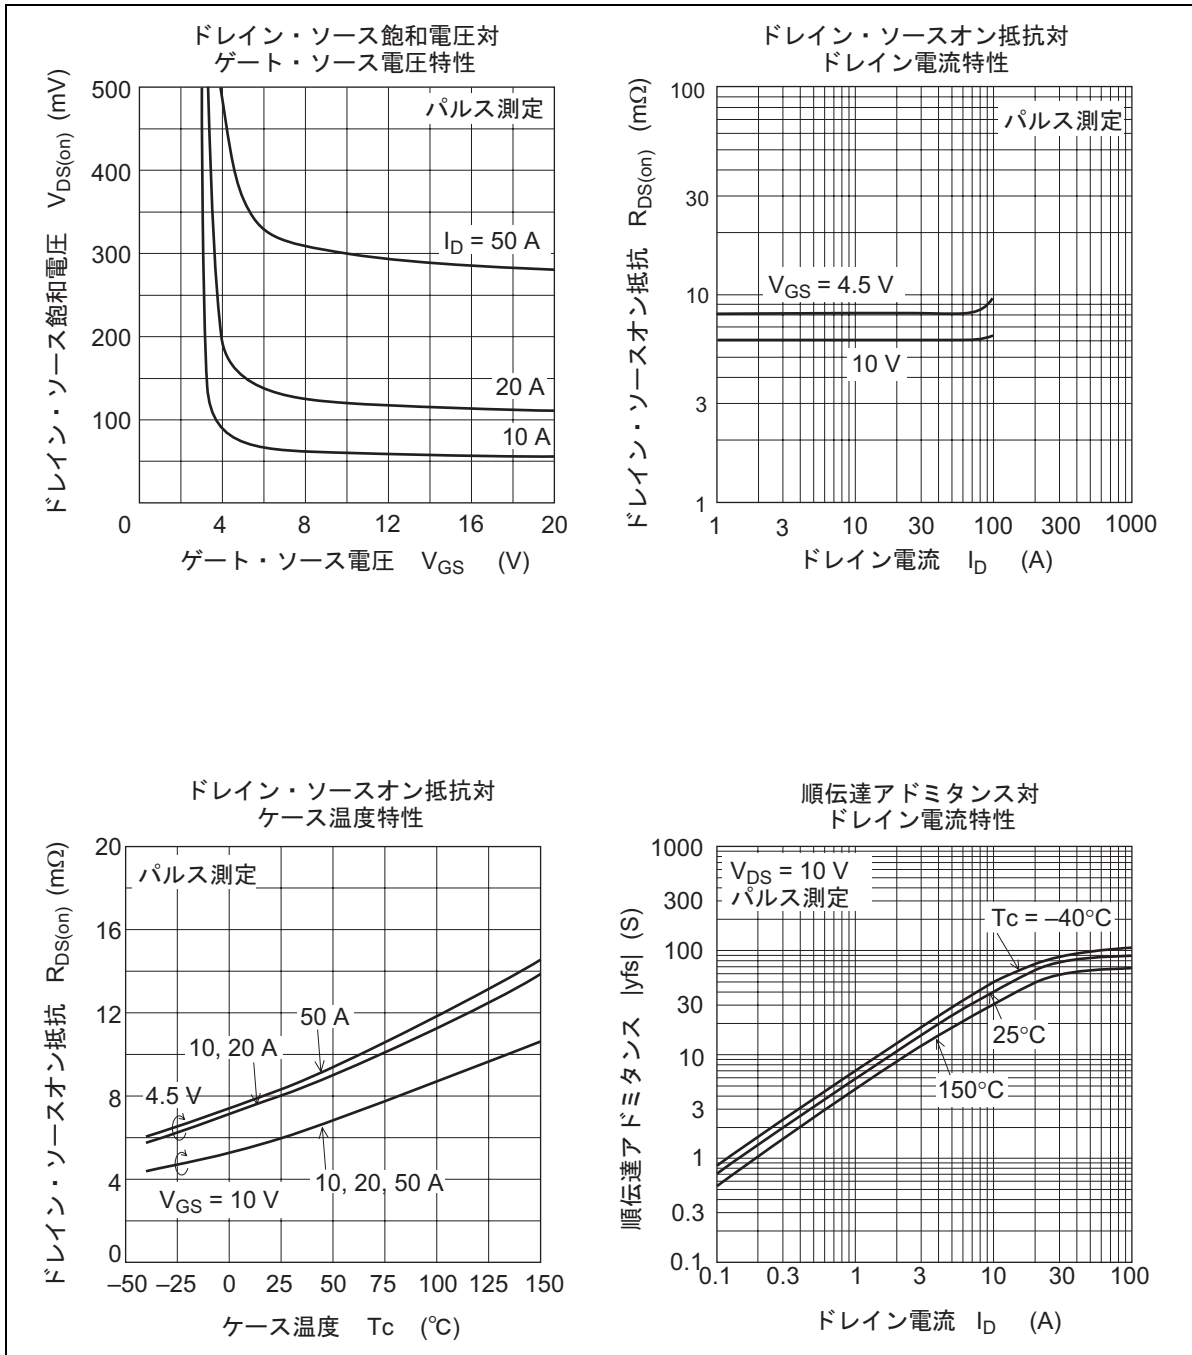 ドレイン・ソース飽和電圧対
ゲート・ソース電圧特性
ドレイン・ソース飽和電圧 VDS(on) (mV)
500
400
300
200
100
0
4
8
12
16
20
パルス測定
ID = 50 A
20 A
10 A
ゲート・ソース電圧 VGS (V)
ドレイン・ソースオン抵抗対
ドレイン電流特性
ドレイン・ソースオン抵抗 RDS(on) (mΩ)
100
30
10
3
1
1
3
10
30
100
300
1000
パルス測定
VGS = 4.5 V
10 V
ドレイン電流 ID (A)
ドレイン・ソースオン抵抗対
ケース温度特性
ドレイン・ソースオン抵抗 RDS(on) (mΩ)
20
16
12
8
4
0
–50
–25
0
25
50
75
100
125
150
パルス測定
50 A
10, 20 A
4.5 V
VGS = 10 V
10, 20, 50 A
ケース温度 Tc (°C)
順伝達アドミタンス対
ドレイン電流特性
順伝達アドミタンス |yfs| (S)
1000
300
100
30
10
3
1
0.3
0.1
0.1
0.3
1
3
10
30
100
VDS = 10 V
パルス測定
Tc = –40°C
25°C
150°C
ドレイン電流 ID (A)